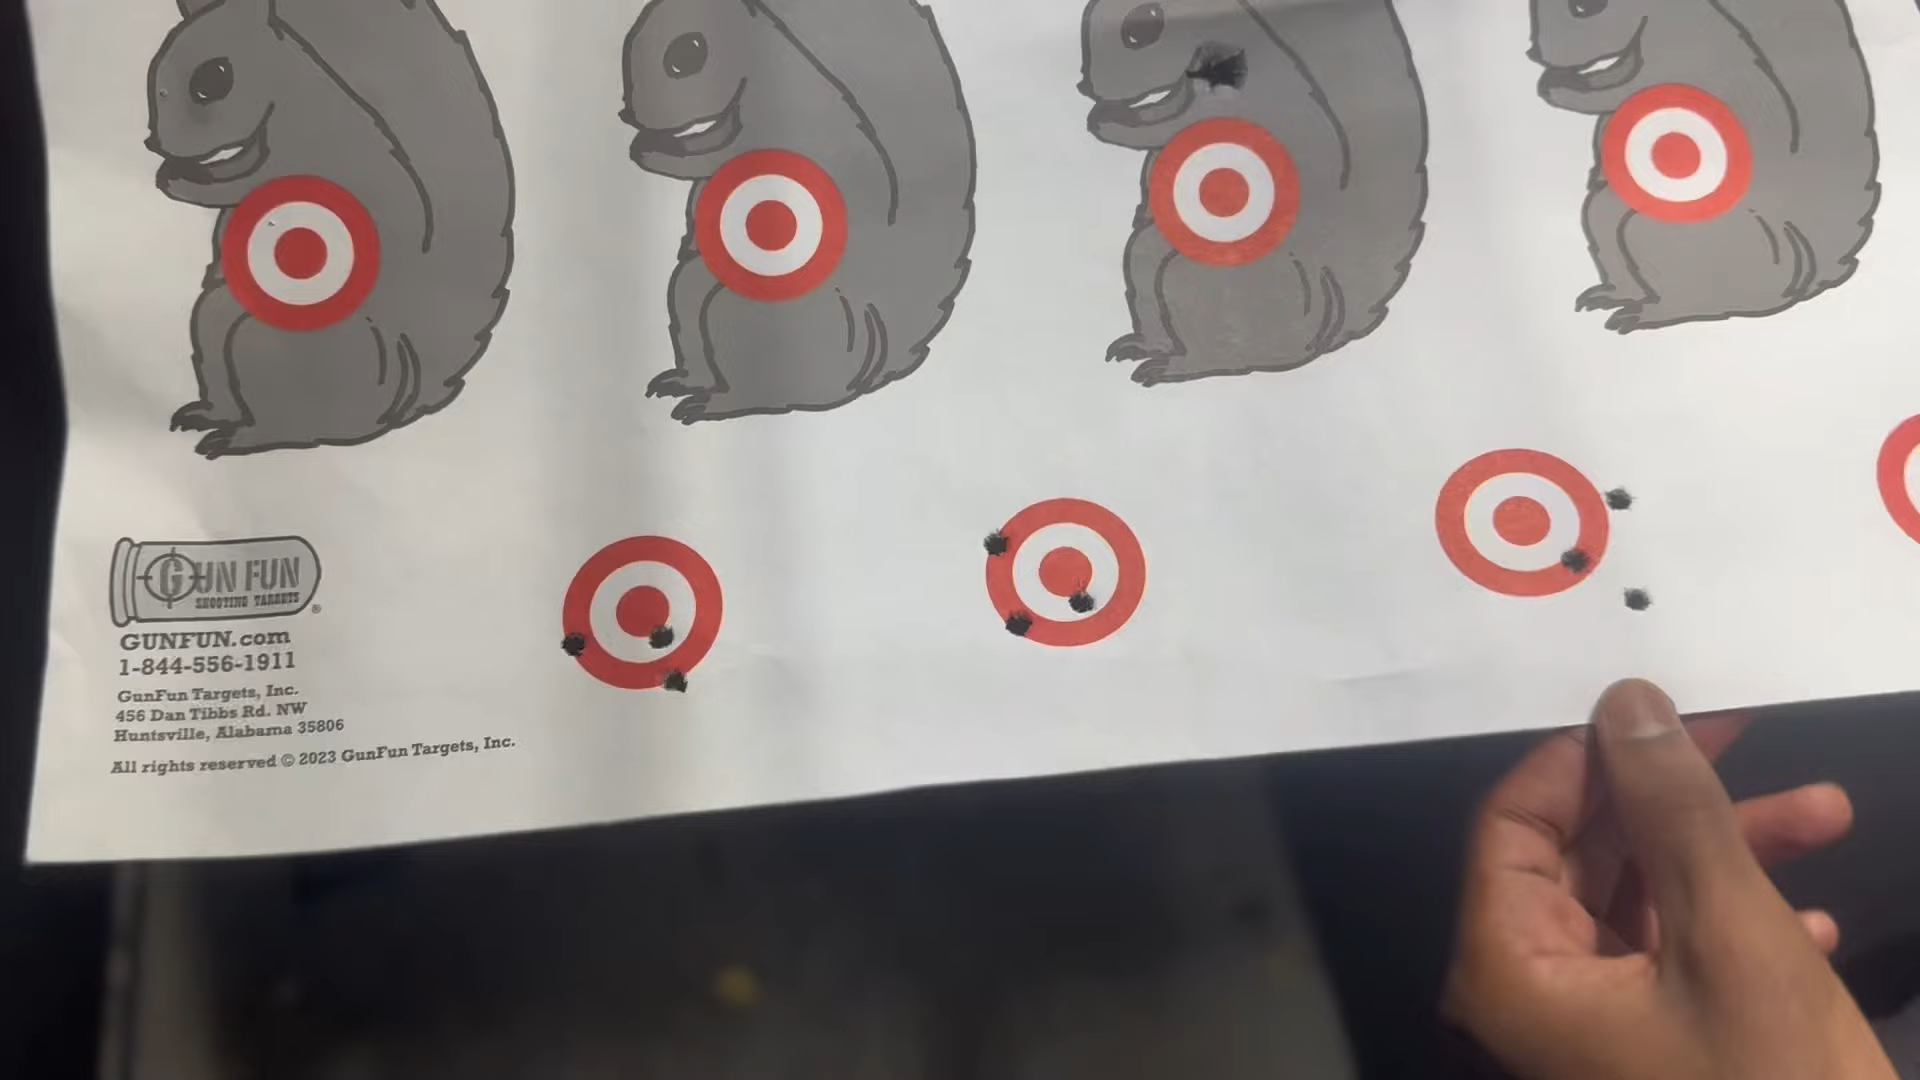 GUN FUN
SHOOTING TARGETS ®
GUNFUN.com
1-844-556-1911
GunFun Targets, Inc.
456 Dan Tibbs Rd. NW
Huntsville, Alabama 35806
All rights reserved © 2023 GunFun Targets, Inc.